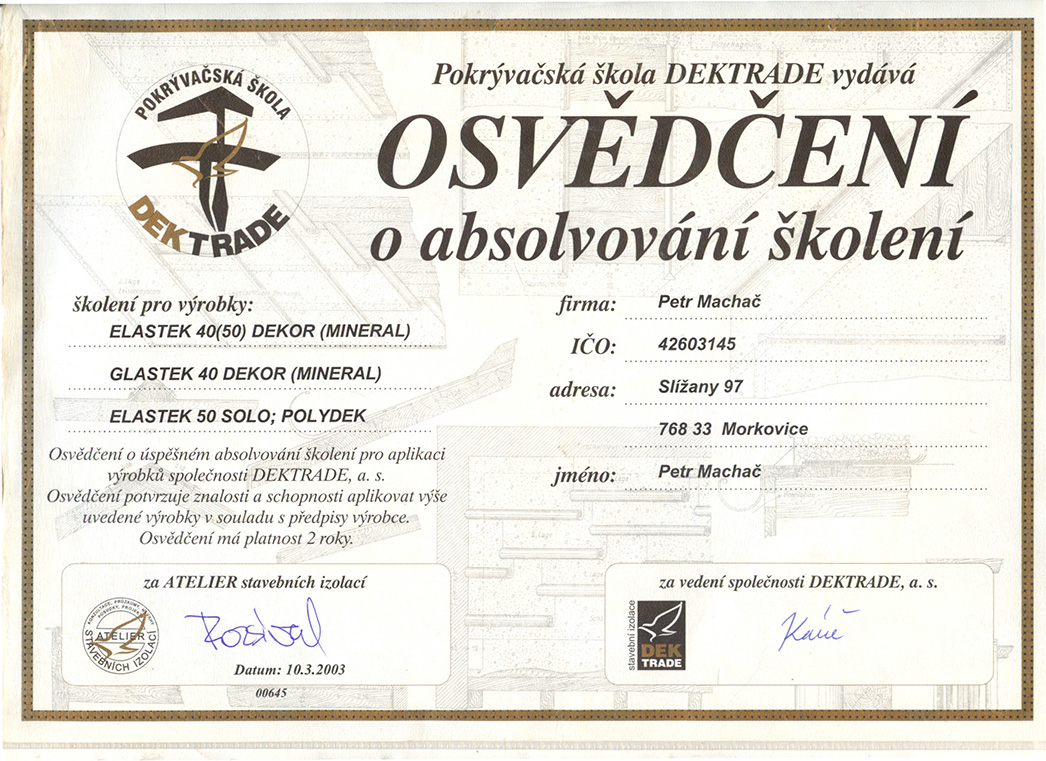 POKRÝVAČSKÁ ŠKOLA
DEKTRADE
Pokrývačská škola DEKTRADE vydává
OSVĚDČENÍ
o absolvování školení
školení pro výrobky:
ELASTEK 40(50) DEKOR (MINERAL)
GLASTEK 40 DEKOR (MINERAL)
ELASTEK 50 SOLO; POLYDEK
Osvědčení o úspěšném absolvování školení pro aplikaci
výrobků společnosti DEKTRADE, a. s.
Osvědčení potvrzuje znalosti a schopnosti aplikovat výše
uvedené výrobky v souladu s předpisy výrobce.
Osvědčení má platnost 2 roky.
firma: Petr Machač
IČO: 42603145
adresa: Slížany 97
768 33 Morkovice
jméno: Petr Machač
za ATELIER stavebních izolací
ATELIER
STAVEBNÍCH IZOLACÍ
Datum: 10.3.2003
00645
za vedení společnosti DEKTRADE, a. s.
stavební izolace
DEK
TRADE